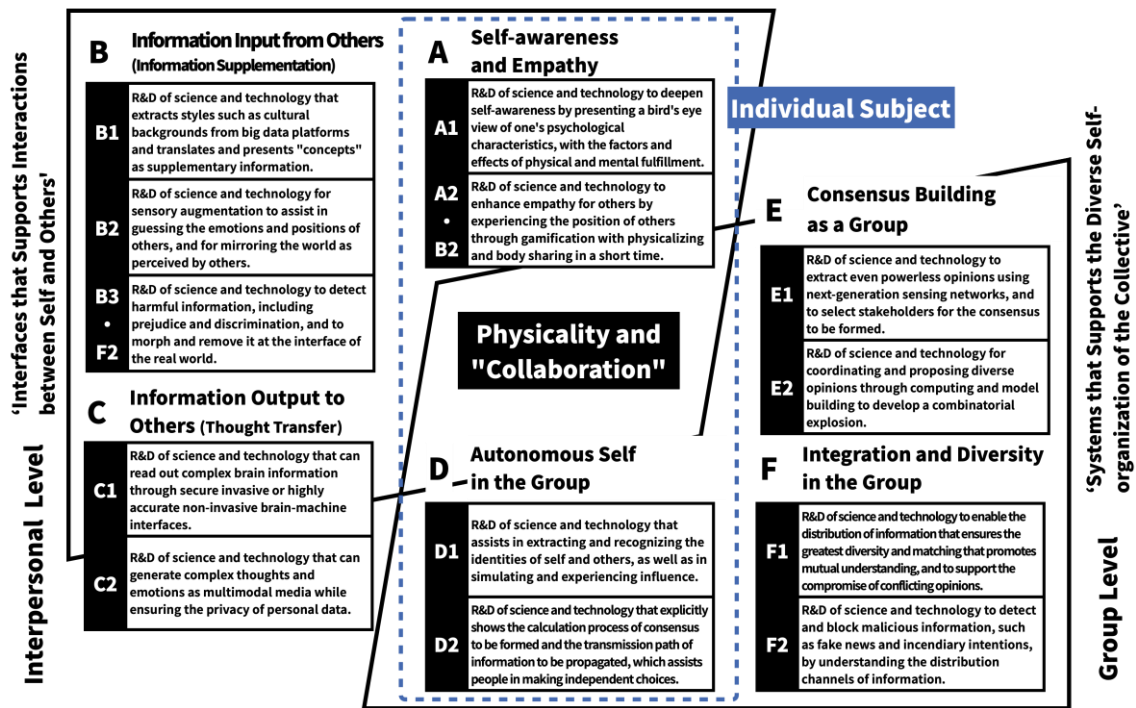 'Interfaces that Supports Interactions
between Self and Others'
Interpersonal Level
B
Information Input from Others
(Information Supplementation)
B1
R&D of science and technology that
extracts styles such as cultural
backgrounds from big data platforms
and translates and presents "concepts"
as supplementary information.
B2
R&D of science and technology for
sensory augmentation to assist in
guessing the emotions and positions of
others, and for mirroring the world as
perceived by others.
B3
•
F2
R&D of science and technology to detect
harmful information, including
prejudice and discrimination, and to
morph and remove it at the interface of
the real world.
C
Information Output to
Others (Thought Transfer)
C1
R&D of science and technology that can
read out complex brain information
through secure invasive or highly
accurate non-invasive brain-machine
interfaces.
C2
R&D of science and technology that can
generate complex thoughts and
emotions as multimodal media while
ensuring the privacy of personal data.
A
Self-awareness
and Empathy
A1
R&D of science and technology to deepen
self-awareness by presenting a bird's eye
view of one's psychological
characteristics, with the factors and
effects of physical and mental fulfillment.
A2
•
B2
R&D of science and technology to
enhance empathy for others by
experiencing the position of others
through gamification with physicalizing
and body sharing in a short time.
Individual Subject
Physicality and
"Collaboration"
D
Autonomous Self
in the Group
D1
R&D of science and technology that
assists in extracting and recognizing the
identities of self and others, as well as in
simulating and experiencing influence.
D2
R&D of science and technology that explicitly
shows the calculation process of consensus
to be formed and the transmission path of
information to be propagated, which assists
people in making independent choices.
E
Consensus Building
as a Group
E1
R&D of science and technology to
extract even powerless opinions using
next-generation sensing networks, and
to select stakeholders for the consensus
to be formed.
E2
R&D of science and technology for
coordinating and proposing diverse
opinions through computing and model
building to develop a combinatorial
explosion.
F
Integration and Diversity
in the Group
F1
R&D of science and technology to enable the
distribution of information that ensures the
greatest diversity and matching that promotes
mutual understanding, and to support the
compromise of conflicting opinions.
F2
R&D of science and technology to detect
and block malicious information, such
as fake news and incendiary intentions,
by understanding the distribution
channels of information.
'Systems that Supports the Diverse Self-
organization of the Collective'
Group Level